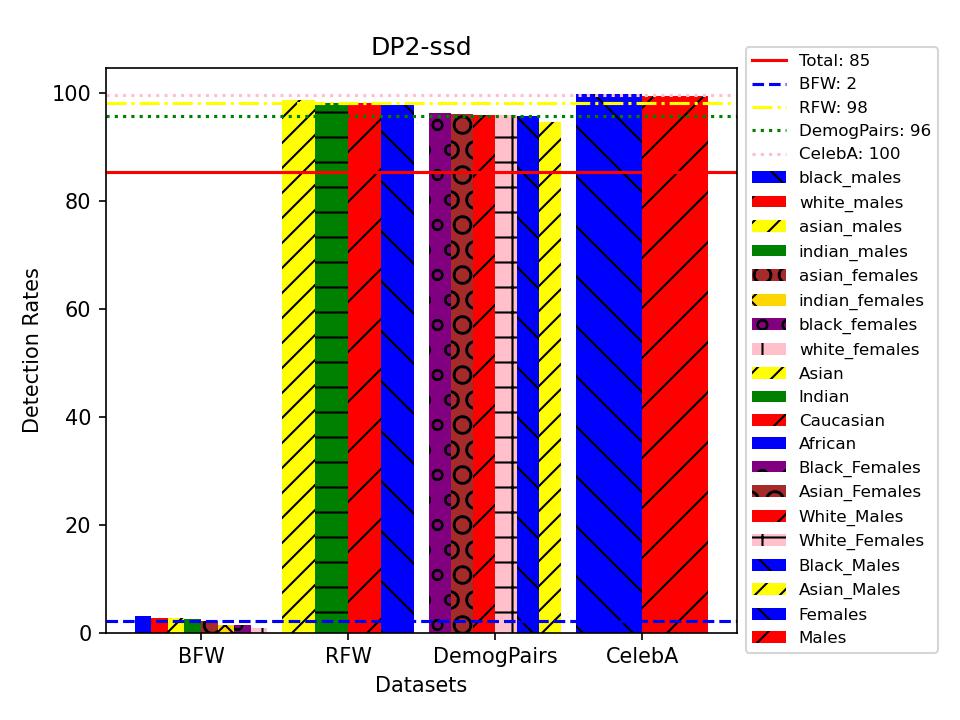 DP2-ssd
100
80
60
40
20
0
Detection Rates
BFW
RFW
DemogPairs
CelebA
Datasets
Total: 85
BFW: 2
RFW: 98
DemogPairs: 96
CelebA: 100
black_males
white_males
asian_males
indian_males
asian_females
indian_females
black_females
white_females
Asian
Indian
Caucasian
African
Black_Females
Asian_Females
White_Males
White_Females
Black_Males
Asian_Males
Females
Males